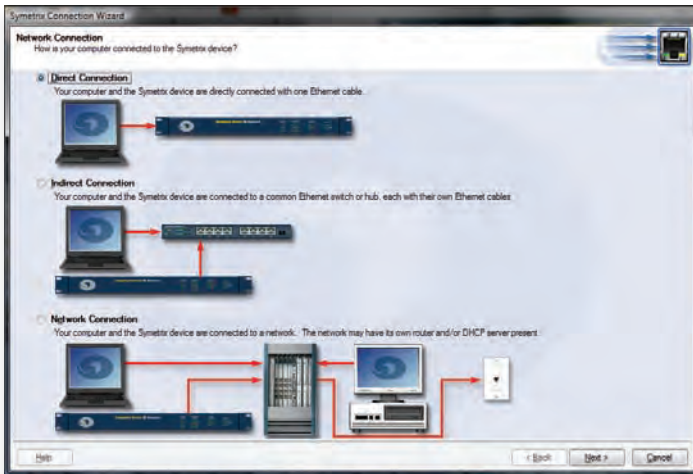 Symetrix Connection Wizard
Network Connection
How is your computer connected to the Symetrix device?
Direct Connection
Your computer and the Symetrix device are directly connected with one Ethernet cable.
Indirect Connection
Your computer and the Symetrix device are connected to a common Ethernet switch or hub, each with their own Ethernet cables
Network Connection
Your computer and the Symetrix device are connected to a network. The network may have its own router and/or DHCP server present
Help
< Back
Next >
Cancel